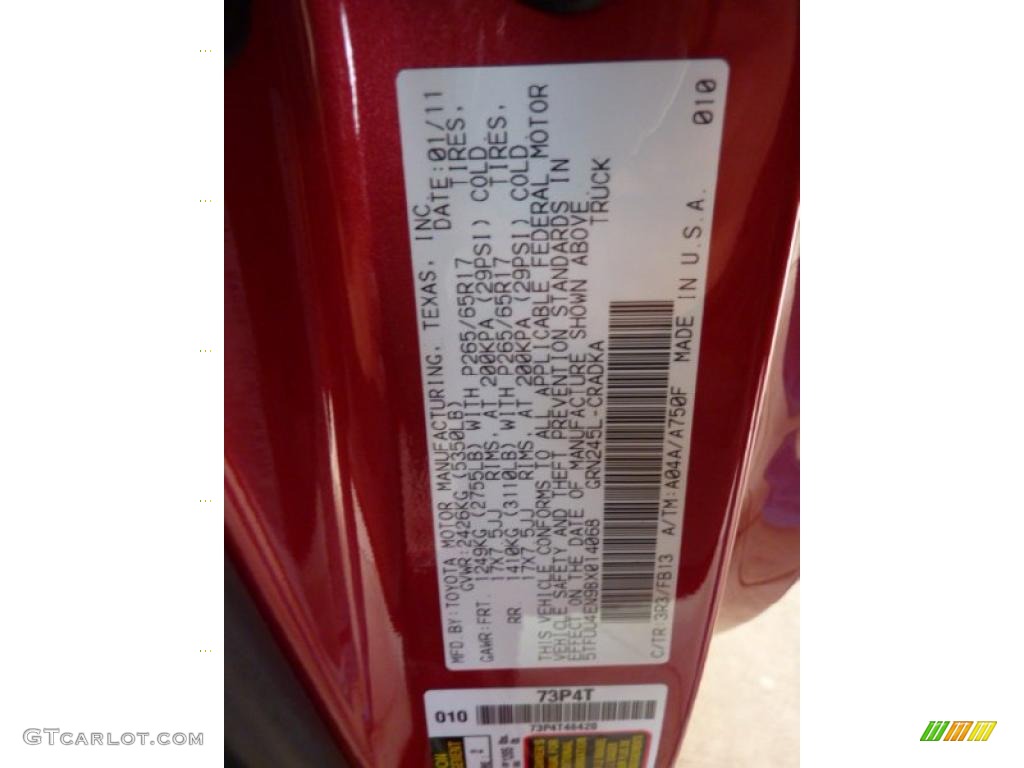 MFD. BY: TOYOTA MOTOR MANUFACTURING, TEXAS, INC.
GVWR: 2426KG (5350LB) DATE: 01/11
GAWR: FRT. 1249KG (2755LB) WITH P265/65R17 TIRES,
17X7.5JJ RIMS, AT 200KPA (29PSI) COLD.
RR. 1410KG (3110LB) WITH P265/65R17 TIRES,
17X7.5JJ RIMS, AT 200KPA (29PSI) COLD.
THIS VEHICLE CONFORMS TO ALL APPLICABLE FEDERAL MOTOR
VEHICLE SAFETY AND THEFT PREVENTION STANDARDS IN
EFFECT ON THE DATE OF MANUFACTURE SHOWN ABOVE.
5TFUU4EN9BX014068 GRN245L-CRADKA TRUCK
C/TR: 3R3/FB13 A/TM: A04A/A750F MADE IN U.S.A. 010
73P4T
010
73P4T46420
GTCARLOT.COM